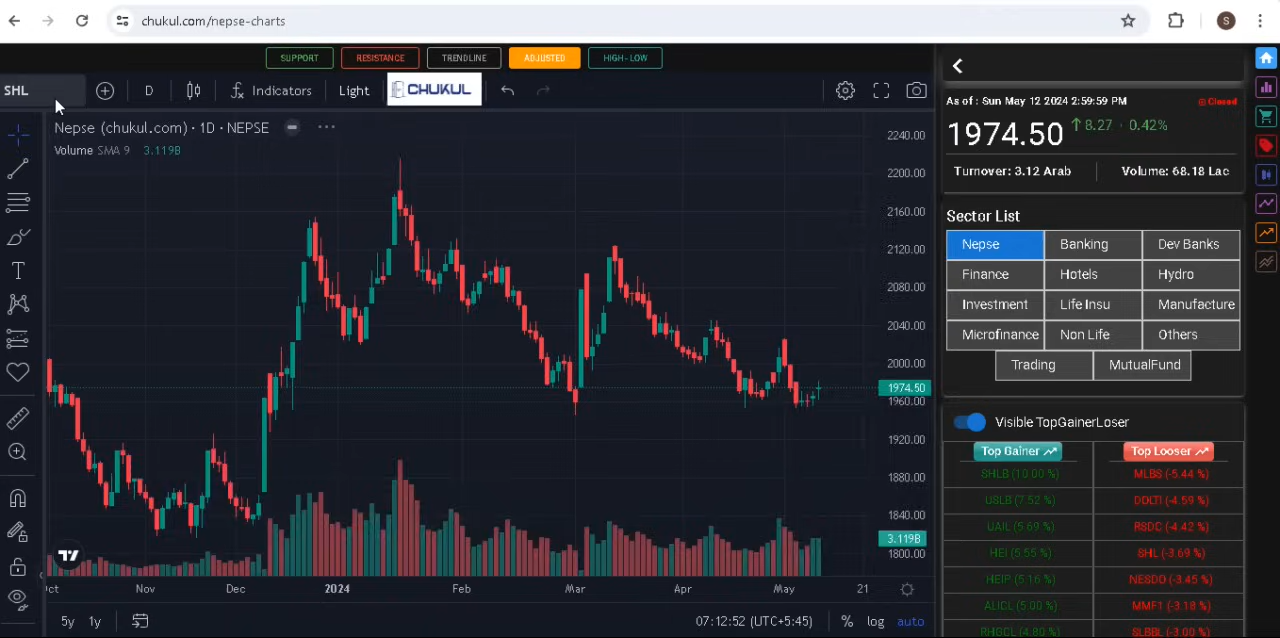 chukul.com/nepse-charts
S
SUPPORT
RESISTANCE
TRENDLINE
ADJUSTED
HIGH-LOW
SHL
D
Indicators
Light
CHUKUL
Nepse (chukul.com) · 1D · NEPSE
Volume SMA 9 3.119B
2240.00
2200.00
2160.00
2120.00
2080.00
2040.00
2000.00
1974.50
1960.00
1920.00
1880.00
1840.00
3.119B
1800.00
Oct
Nov
Dec
2024
Feb
Mar
Apr
May
21
5y 1y
07:12:52 (UTC+5:45)
% log auto
As of : Sun May 12 2024 2:59:59 PM
Closed
1974.50 ↑ 8.27 · 0.42%
Turnover: 3.12 Arab
Volume: 68.18 Lac
Sector List
Nepse Banking Dev Banks
Finance Hotels Hydro
Investment Life Insu Manufacture
Microfinance Non Life Others
Trading MutualFund
Visible TopGainerLoser
Top Gainer Top Looser
SHLB (10.00 %) MLBS (-5.44 %)
USLB (7.52 %) DDLTI (-4.59 %)
UAIL (5.69 %) RSDC (-4.42 %)
HEI (5.55 %) SHL (-3.69 %)
HEIP (5.16 %) NESDO (-3.45 %)
ALICL (5.00 %) MMF1 (-3.18 %)
RHGCL (4.80 %) SLBBL (-3.00 %)